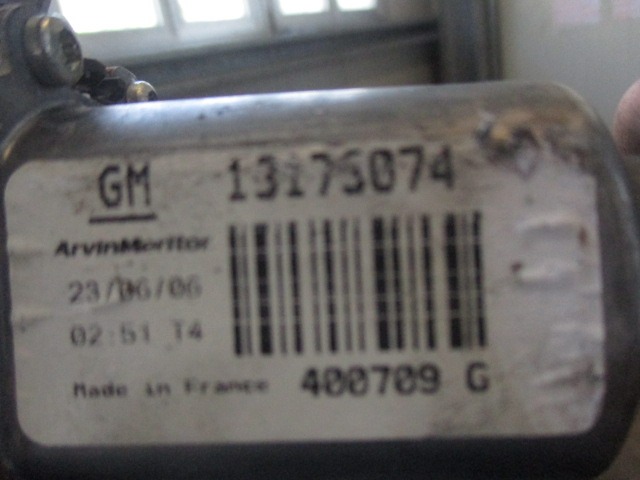 GM 13175074
ArvinMeritor
23/06/06
02:51 T4
Made in France 400709 G